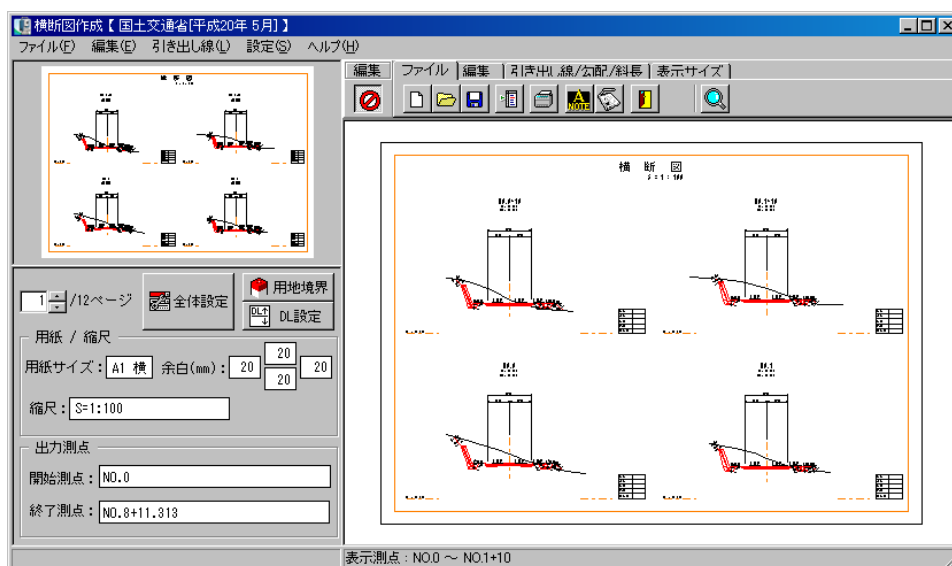 横断図作成【 国土交通省[平成20年 5月] 】
ファイル(F) 編集(E) 引き出し線(L) 設定(S) ヘルプ(H)
編集 ファイル 編集 引き出し線/勾配/斜長 表示サイズ
横 断 図
S = 1 : 100
1 /12ページ 全体設定 用地境界
DL設定
用紙 / 縮尺
用紙サイズ: A1 横 余白(mm): 20 20 20 20
縮尺: S=1:100
出力測点
開始測点: NO.0
終了測点: NO.8+11.313
表示測点 : NO.0 ～ NO.1+10